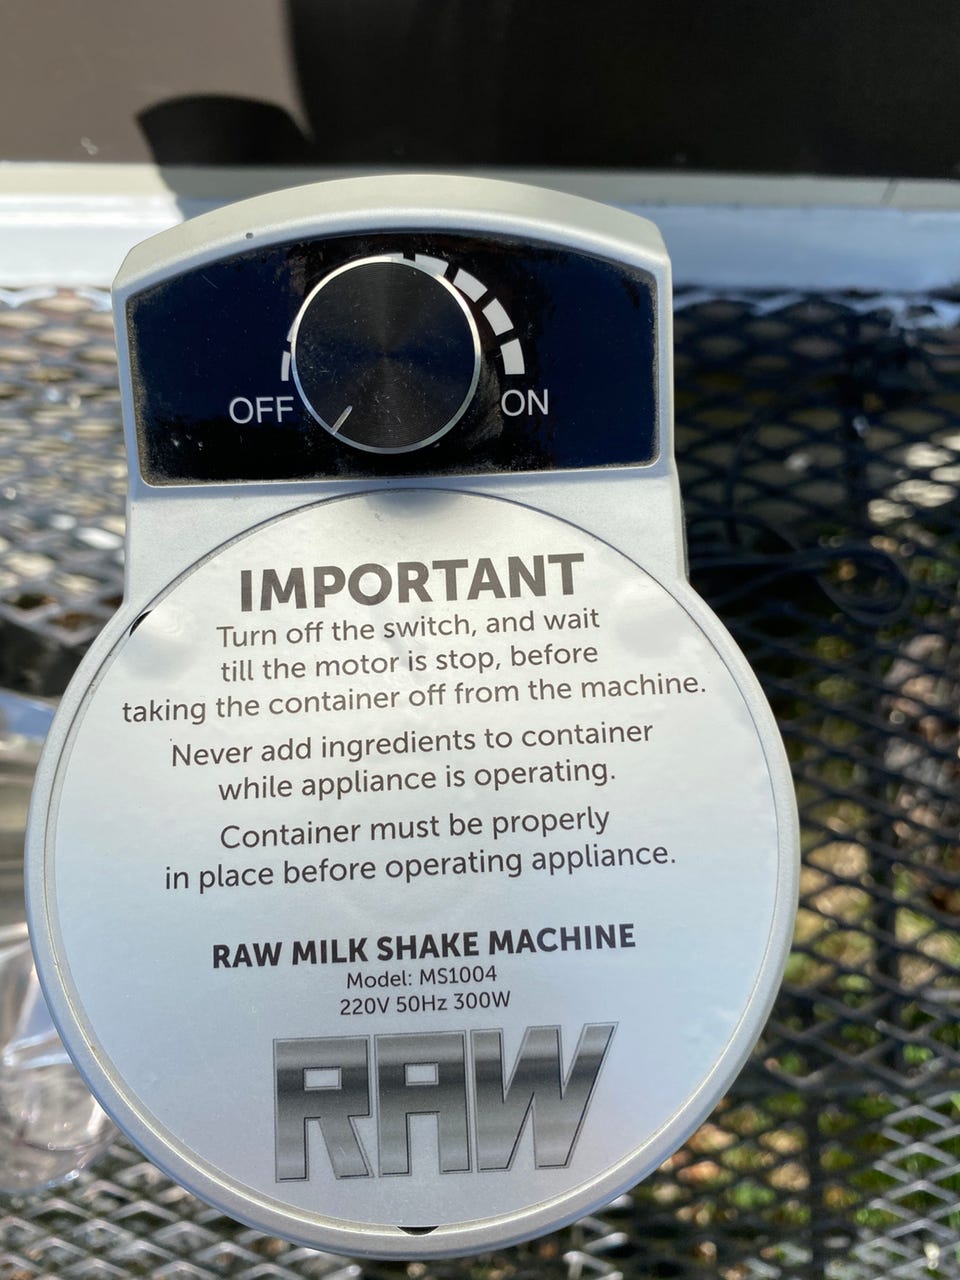 OFF ON
IMPORTANT
Turn off the switch, and wait
till the motor is stop, before
taking the container off from the machine.
Never add ingredients to container
while appliance is operating.
Container must be properly
in place before operating appliance.
RAW MILK SHAKE MACHINE
Model: MS1004
220V 50Hz 300W
RAW